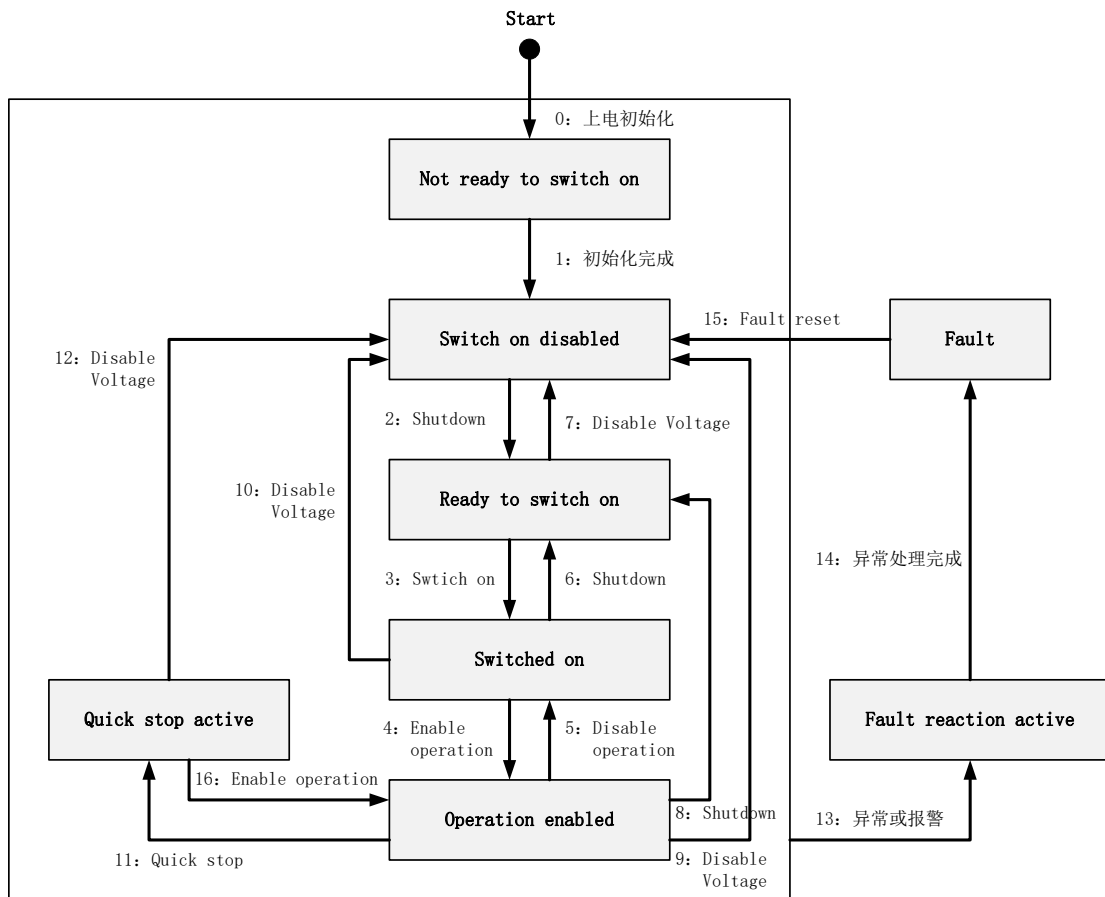 Start
0: 上电初始化
Not ready to switch on
1: 初始化完成
Switch on disabled
15: Fault reset
Fault
12: Disable
Voltage
2: Shutdown
7: Disable Voltage
10: Disable
Voltage
Ready to switch on
3: Swtich on
6: Shutdown
14: 异常处理完成
Switched on
Quick stop active
4: Enable
operation
5: Disable
operation
Fault reaction active
16: Enable operation
Operation enabled
8: Shutdown
13: 异常或报警
11: Quick stop
9: Disable
Voltage